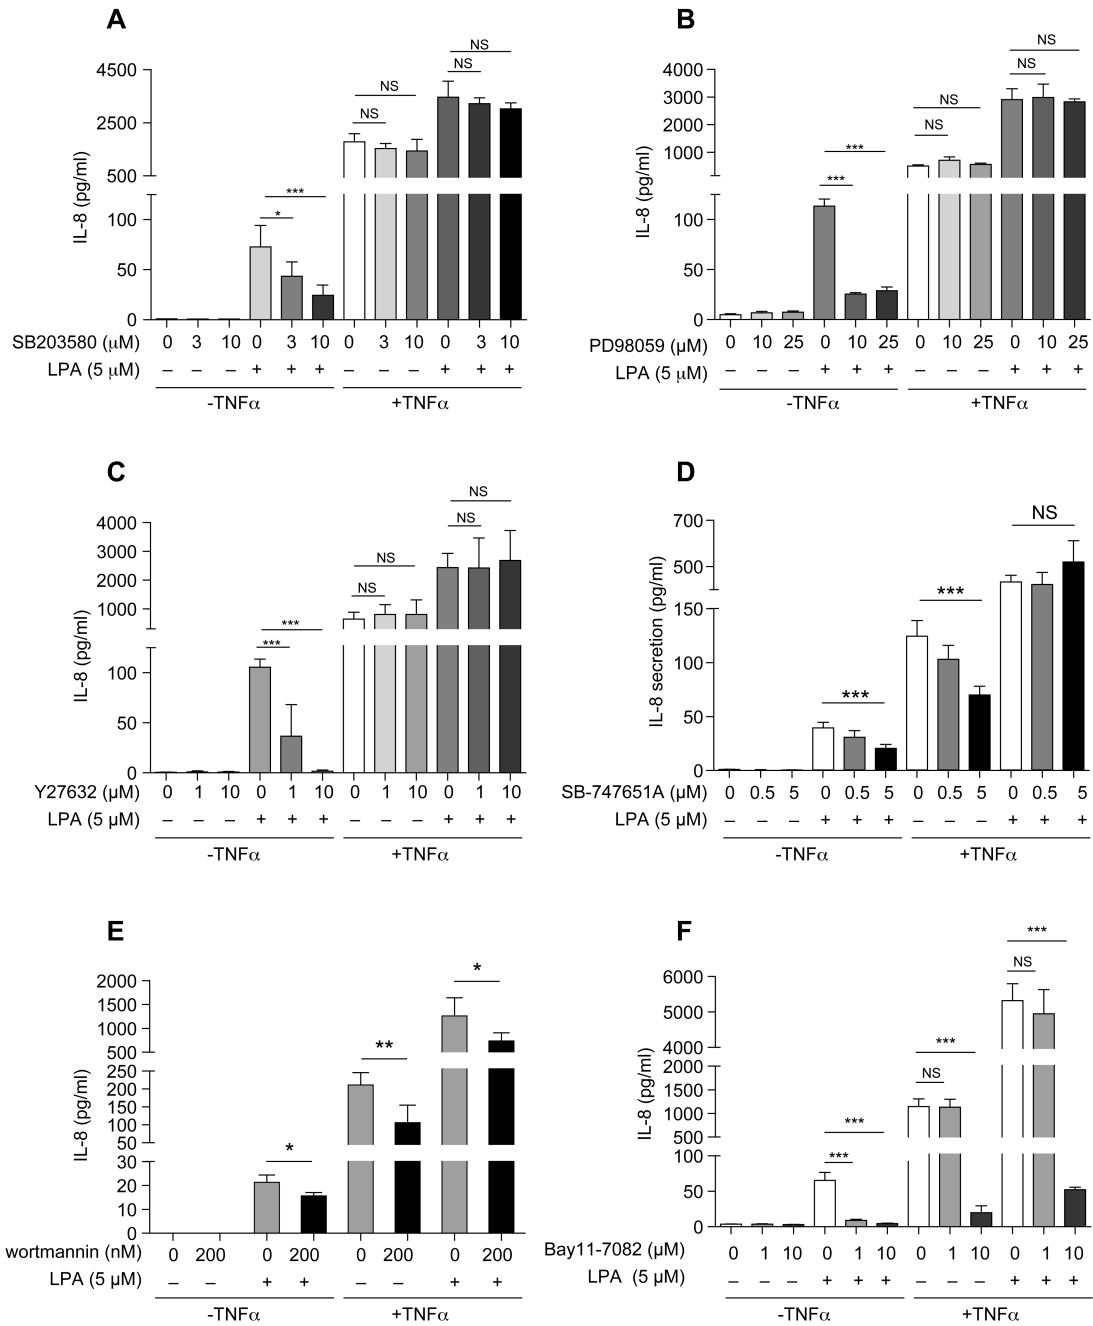 A
IL-8 (pg/ml)
4500
2500
500
100
50
0
* *** NS NS NS NS
SB203580 (μM) 0 3 10 0 3 10 0 3 10 0 3 10
LPA (5 μM) – – – + + + – – – + + +
-TNFα +TNFα
B
IL-8 (pg/ml)
4000
3000
2000
1000
100
50
0
*** *** NS NS NS NS
PD98059 (μM) 0 10 25 0 10 25 0 10 25 0 10 25
LPA (5 μM) – – – + + + – – – + + +
-TNFα +TNFα
C
IL-8 (pg/ml)
4000
3000
2000
1000
100
50
0
*** *** NS NS NS NS
Y27632 (μM) 0 1 10 0 1 10 0 1 10 0 1 10
LPA (5 μM) – – – + + + – – – + + +
-TNFα +TNFα
D
IL-8 secretion (pg/ml)
700
500
150
100
50
0
*** *** NS
SB-747651A (μM) 0 0.5 5 0 0.5 5 0 0.5 5 0 0.5 5
LPA (5 μM) – – – + + + – – – + + +
-TNFα +TNFα
E
IL-8 (pg/ml)
2000
1500
1000
500
250
200
150
100
50
30
20
10
0
* ** *
wortmannin (nM) 0 200 0 200 0 200 0 200
LPA (5 μM) – – + + – – + +
-TNFα +TNFα
F
IL-8 (pg/ml)
6000
5000
4000
2000
1500
1000
500
100
50
0
*** *** NS *** NS ***
Bay11-7082 (μM) 0 1 10 0 1 10 0 1 10 0 1 10
LPA (5 μM) – – – + + + – – – + + +
-TNFα +TNFα